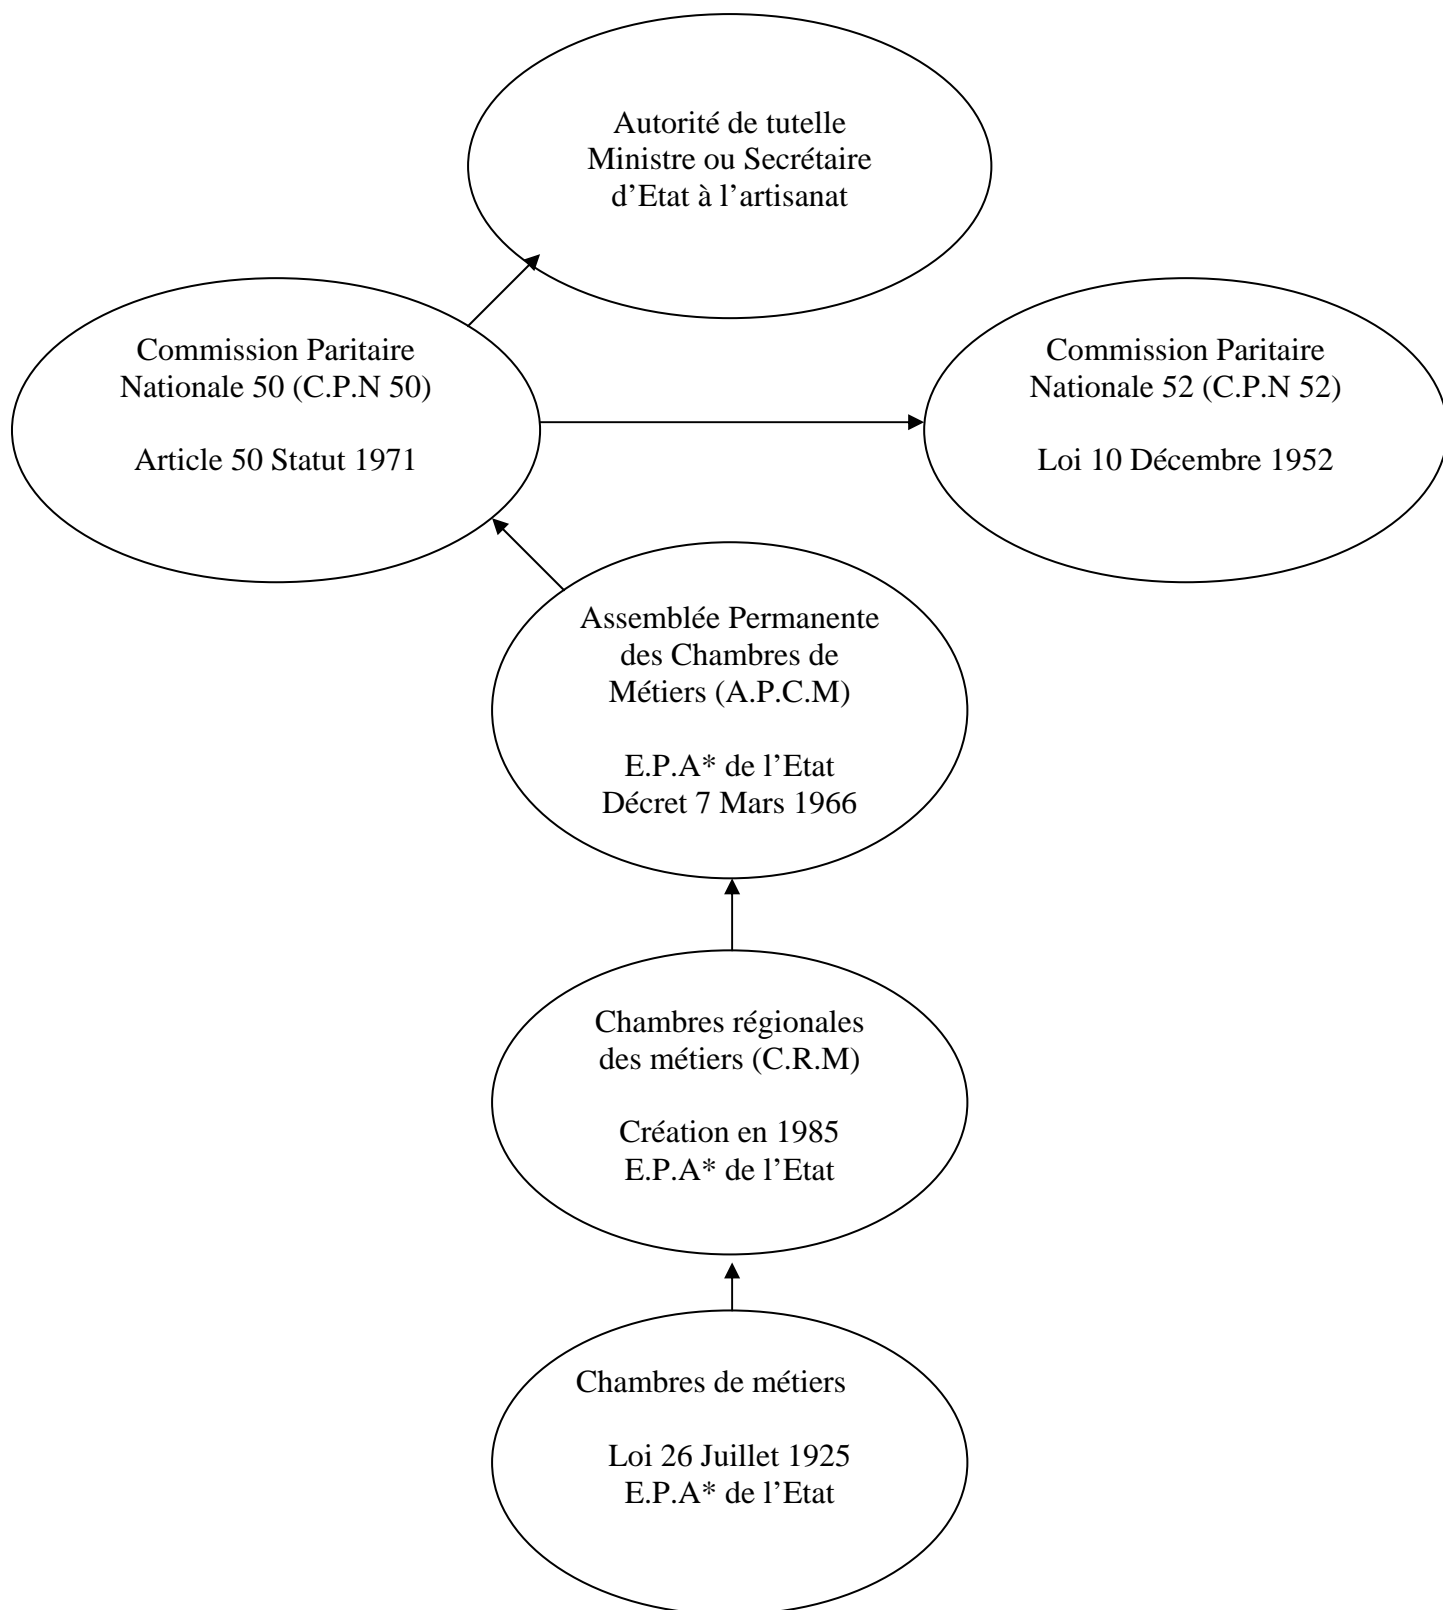 Autorité de tutelle
Ministre ou Secrétaire
d’Etat à l’artisanat
Commission Paritaire
Nationale 50 (C.P.N 50)
Article 50 Statut 1971
Commission Paritaire
Nationale 52 (C.P.N 52)
Loi 10 Décembre 1952
Assemblée Permanente
des Chambres de
Métiers (A.P.C.M)
E.P.A* de l’Etat
Décret 7 Mars 1966
Chambres régionales
des métiers (C.R.M)
Création en 1985
E.P.A* de l’Etat
Chambres de métiers
Loi 26 Juillet 1925
E.P.A* de l’Etat